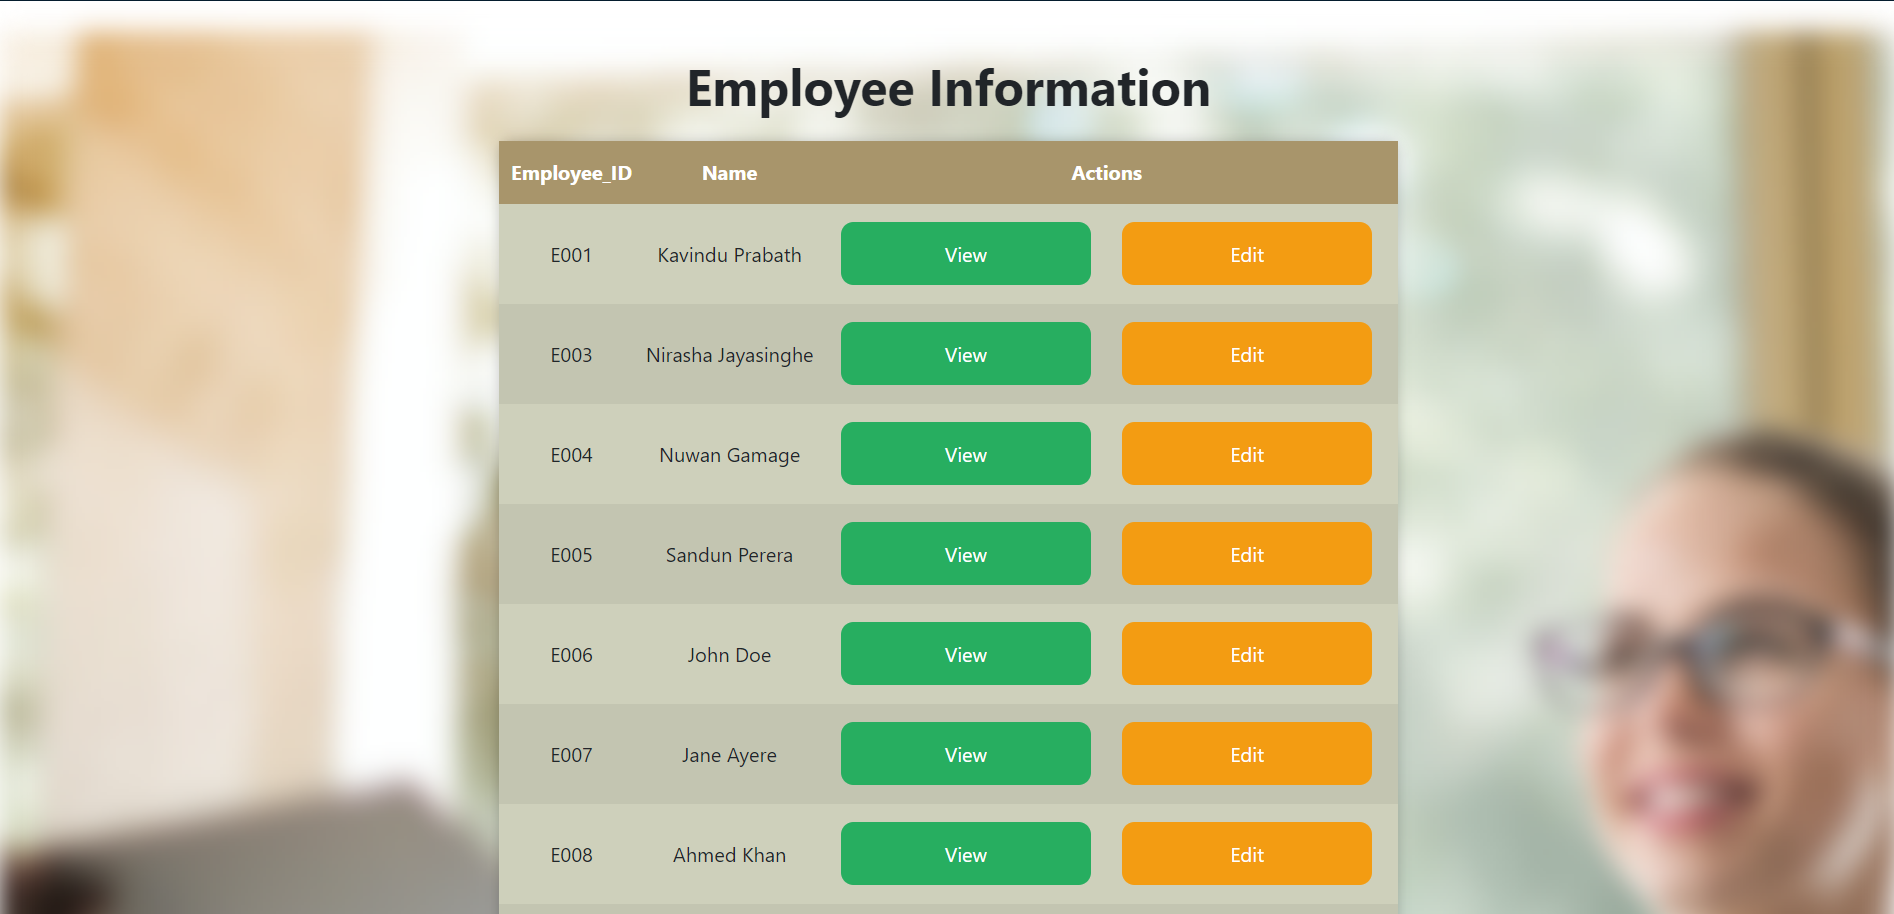 Employee Information
Employee_ID Name Actions
E001 Kavindu Prabath View Edit
E003 Nirasha Jayasinghe View Edit
E004 Nuwan Gamage View Edit
E005 Sandun Perera View Edit
E006 John Doe View Edit
E007 Jane Ayere View Edit
E008 Ahmed Khan View Edit